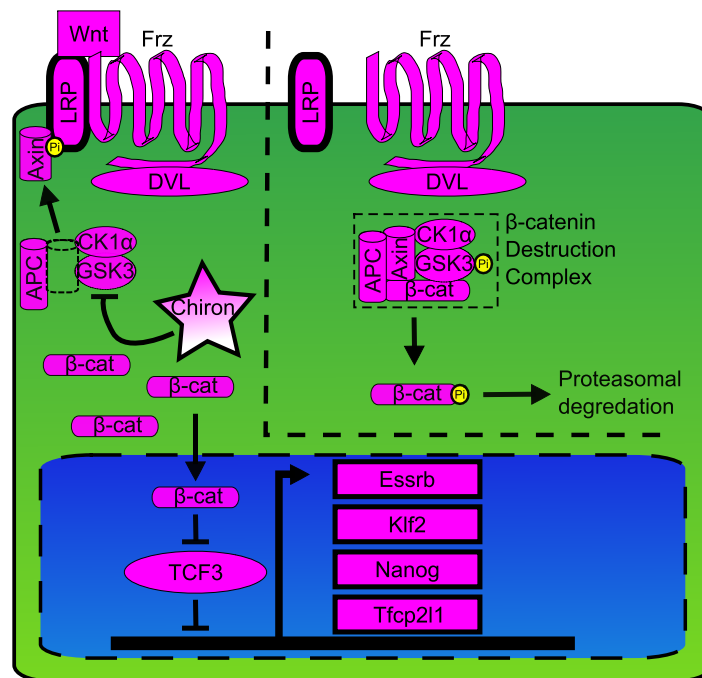 Wnt
Frz
LRP
Axin
Pi
DVL
APC
CK1α
GSK3
Chiron
β-cat
β-cat
β-cat
β-cat
TCF3
Frz
LRP
DVL
APC
Axin
CK1α
GSK3
Pi
β-cat
β-catenin
Destruction
Complex
β-cat
Pi
Proteasomal
degredation
Essrb
Klf2
Nanog
Tfcp2l1